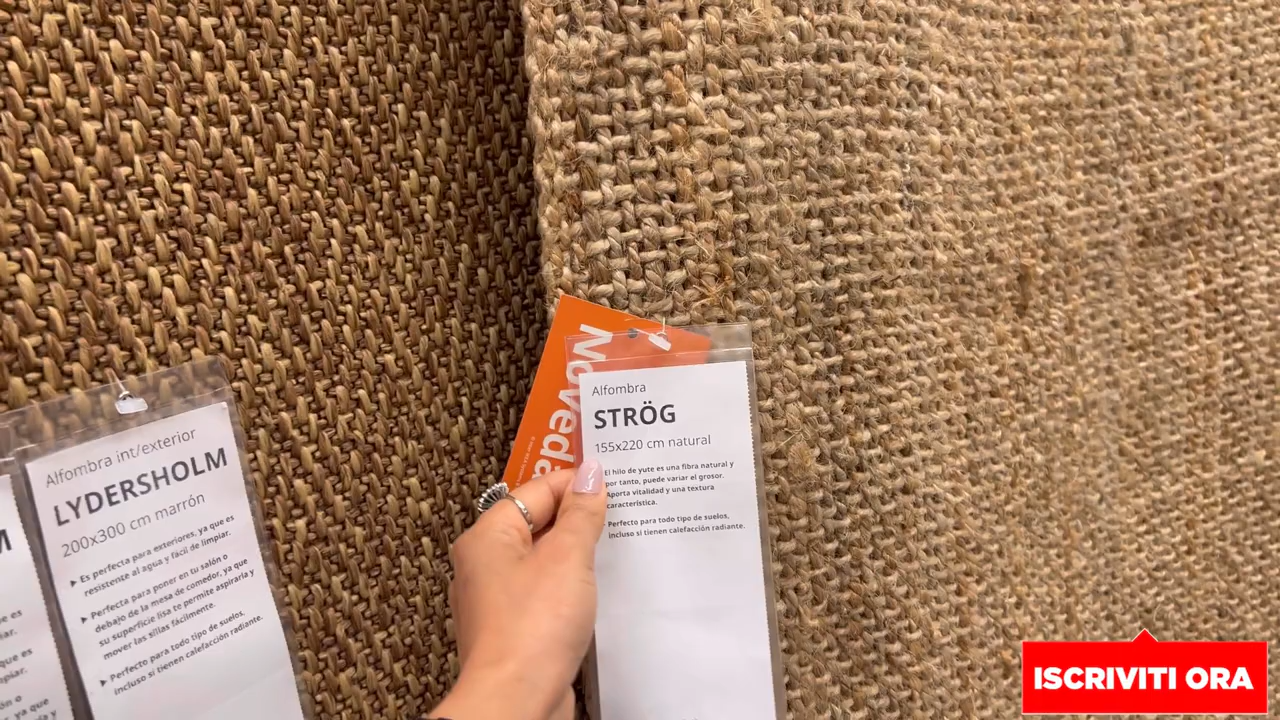 Alfombra int/exterior
LYDERSHOLM
200x300 cm marrón
Es perfecta para exteriores, ya que es
resistente al agua y fácil de limpiar.
Perfecta para poner en tu salón o
debajo de la mesa de comedor, ya que
su superficie lisa te permite aspirarla y
mover las sillas fácilmente.
Perfecto para todo tipo de suelos,
incluso si tienen calefacción radiante.
Alfombra
STRÖG
155x220 cm natural
El hilo de yute es una fibra natural y
por tanto, puede variar el grosor.
Aporta vitalidad y una textura
característica.
Perfecto para todo tipo de suelos,
incluso si tienen calefacción radiante.
ISCRIVITI ORA